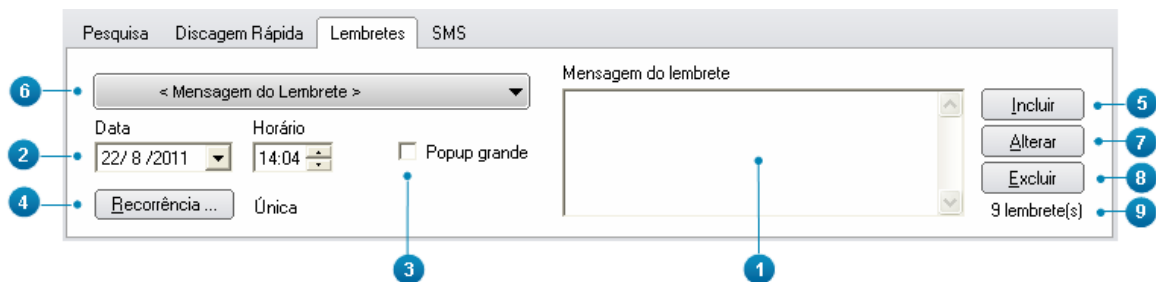 Pesquisa Discagem Rápida Lembretes SMS
6 < Mensagem do Lembrete >
Mensagem do lembrete
Incluir 5
Data Horário
2 22/ 8 /2011 14:04 Popup grande
Alterar 7
Excluir 8
4 Recorrência ... Única
9 lembrete(s) 9
3 1